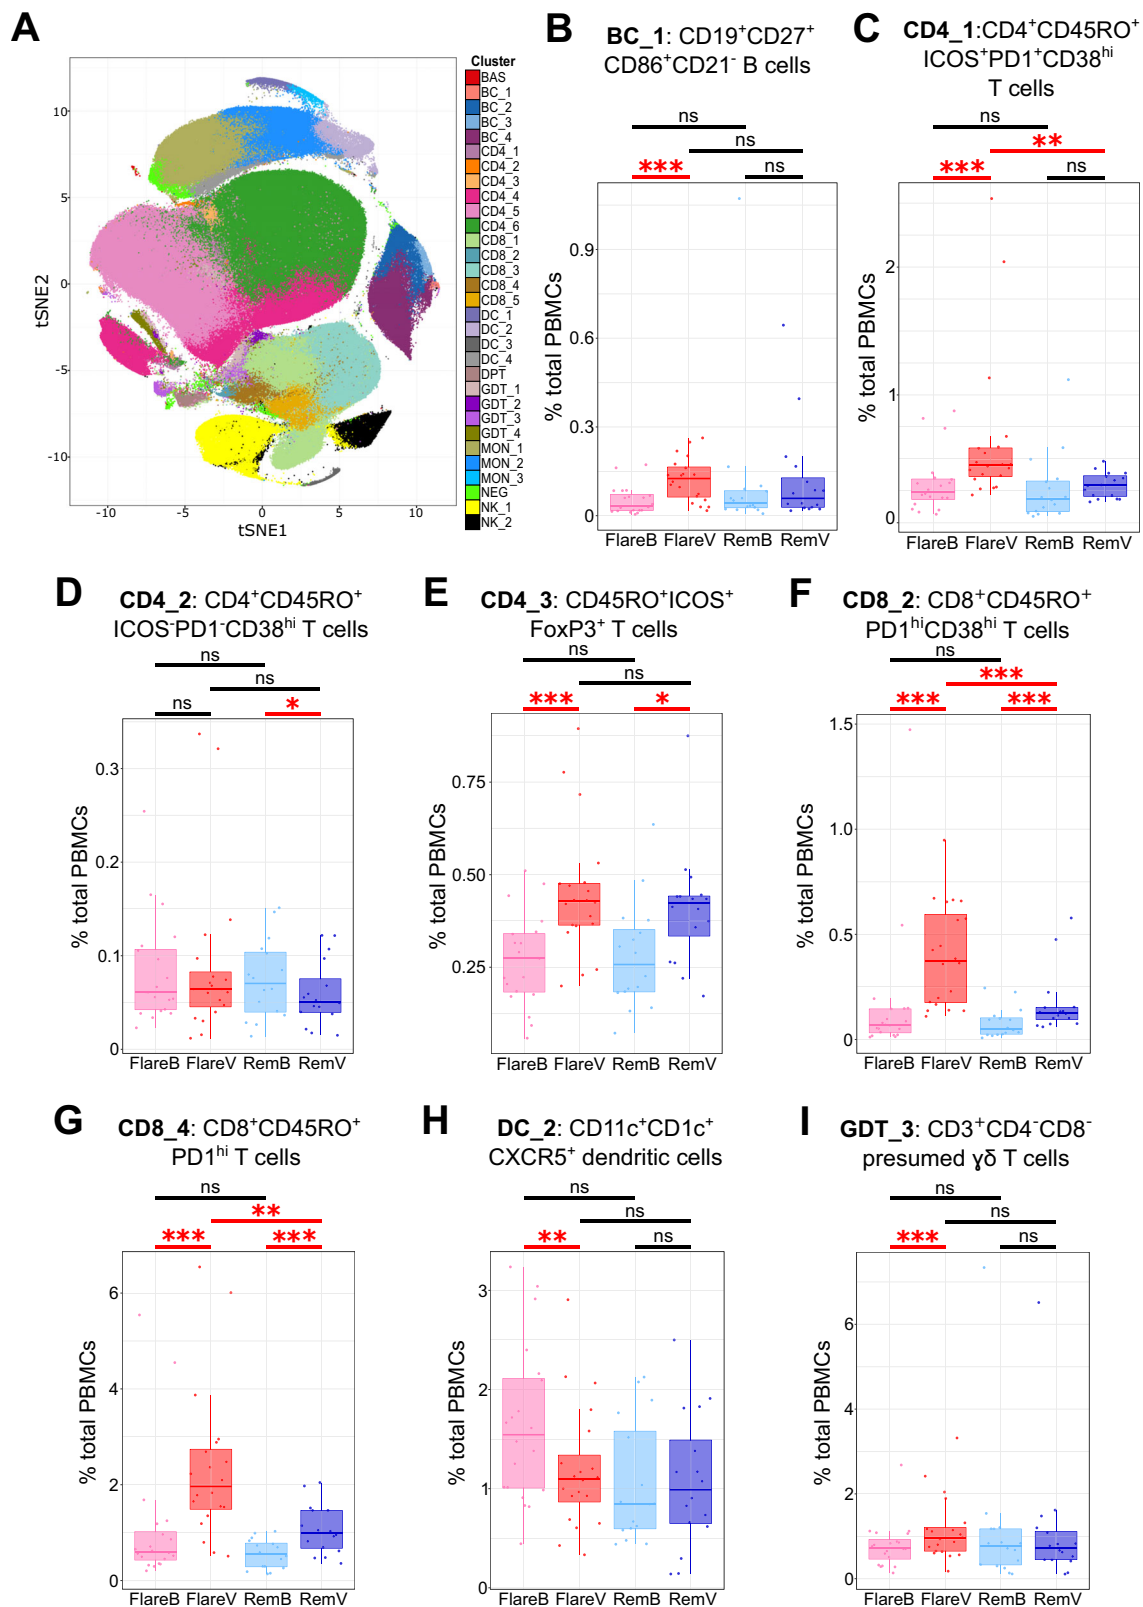 A
Cluster
BAS
BC_1
BC_2
BC_3
BC_4
CD4_1
CD4_2
CD4_3
CD4_4
CD4_5
CD4_6
CD8_1
CD8_2
CD8_3
CD8_4
CD8_5
DC_1
DC_2
DC_3
DC_4
DPT
GDT_1
GDT_2
GDT_3
GDT_4
MON_1
MON_2
MON_3
NEG
NK_1
NK_2
tSNE2
10
5
0
-5
-10
-10 -5 0 5 10
tSNE1
B
BC_1: CD19⁺CD27⁺
CD86⁺CD21⁻ B cells
ns
ns
*** ns
% total PBMCs
0.9
0.6
0.3
0
FlareB FlareV RemB RemV
C
CD4_1:CD4⁺CD45RO⁺
ICOS⁺PD1⁺CD38ʰⁱ
T cells
ns
**
*** ns
% total PBMCs
2
1
0
FlareB FlareV RemB RemV
D
CD4_2: CD4⁺CD45RO⁺
ICOS⁻PD1⁻CD38ʰⁱ T cells
ns
ns
ns *
% total PBMCs
0.3
0.2
0.1
0
FlareB FlareV RemB RemV
E
CD4_3: CD45RO⁺ICOS⁺
FoxP3⁺ T cells
ns
ns
*** *
% total PBMCs
0.75
0.50
0.25
FlareB FlareV RemB RemV
F
CD8_2: CD8⁺CD45RO⁺
PD1ʰⁱCD38ʰⁱ T cells
ns
***
*** ***
% total PBMCs
1.5
1.0
0.5
0
FlareB FlareV RemB RemV
G
CD8_4: CD8⁺CD45RO⁺
PD1ʰⁱ T cells
ns
**
*** ***
% total PBMCs
6
4
2
0
FlareB FlareV RemB RemV
H
DC_2: CD11c⁺CD1c⁺
CXCR5⁺ dendritic cells
ns
ns
** ns
% total PBMCs
3
2
1
0
FlareB FlareV RemB RemV
I
GDT_3: CD3⁺CD4⁻CD8⁻
presumed γδ T cells
ns
ns
*** ns
% total PBMCs
6
4
2
0
FlareB FlareV RemB RemV